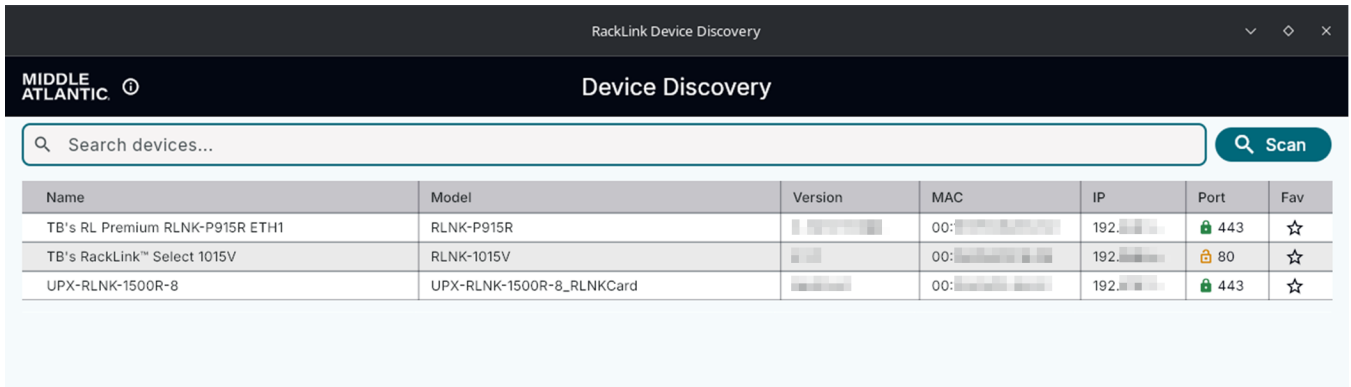 RackLink Device Discovery
MIDDLE
ATLANTIC.
Device Discovery
Search devices...
Scan
Name Model Version MAC IP Port Fav
TB's RL Premium RLNK-P915R ETH1 RLNK-P915R 00: 192. 443
TB's RackLink™ Select 1015V RLNK-1015V 00: 192. 80
UPX-RLNK-1500R-8 UPX-RLNK-1500R-8_RLNKCard 00: 192. 443